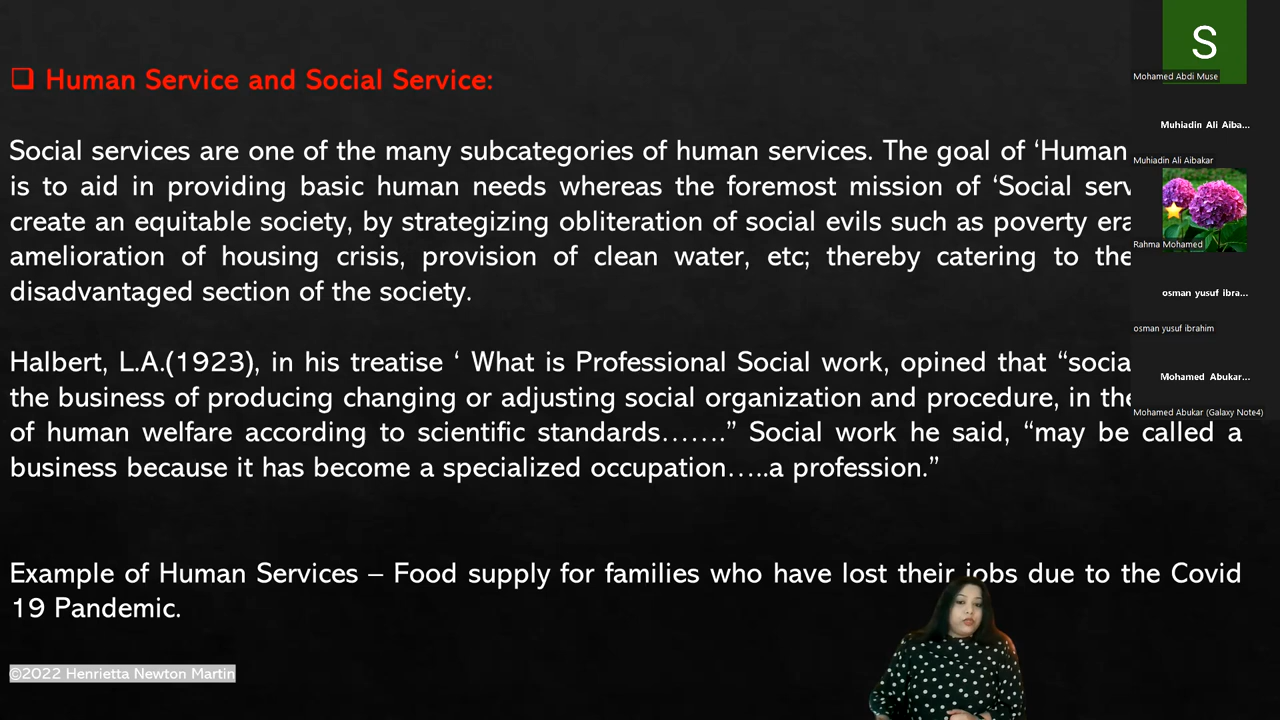 ❑ Human Service and Social Service:
Social services are one of the many subcategories of human services. The goal of ‘Human
is to aid in providing basic human needs whereas the foremost mission of ‘Social serv
create an equitable society, by strategizing obliteration of social evils such as poverty era
amelioration of housing crisis, provision of clean water, etc; thereby catering to the
disadvantaged section of the society.
Halbert, L.A.(1923), in his treatise ‘ What is Professional Social work, opined that “socia
the business of producing changing or adjusting social organization and procedure, in the
of human welfare according to scientific standards…….” Social work he said, “may be called a
business because it has become a specialized occupation…..a profession.”
Example of Human Services – Food supply for families who have lost their jobs due to the Covid
19 Pandemic.
©2022 Henrietta Newton Martin
S
Mohamed Abdi Muse
Muhiadin Ali Aiba...
Muhiadin Ali Aibakar
Rahma Mohamed
osman yusuf ibra...
osman yusuf ibrahim
Mohamed Abukar...
Mohamed Abukar (Galaxy Note4)